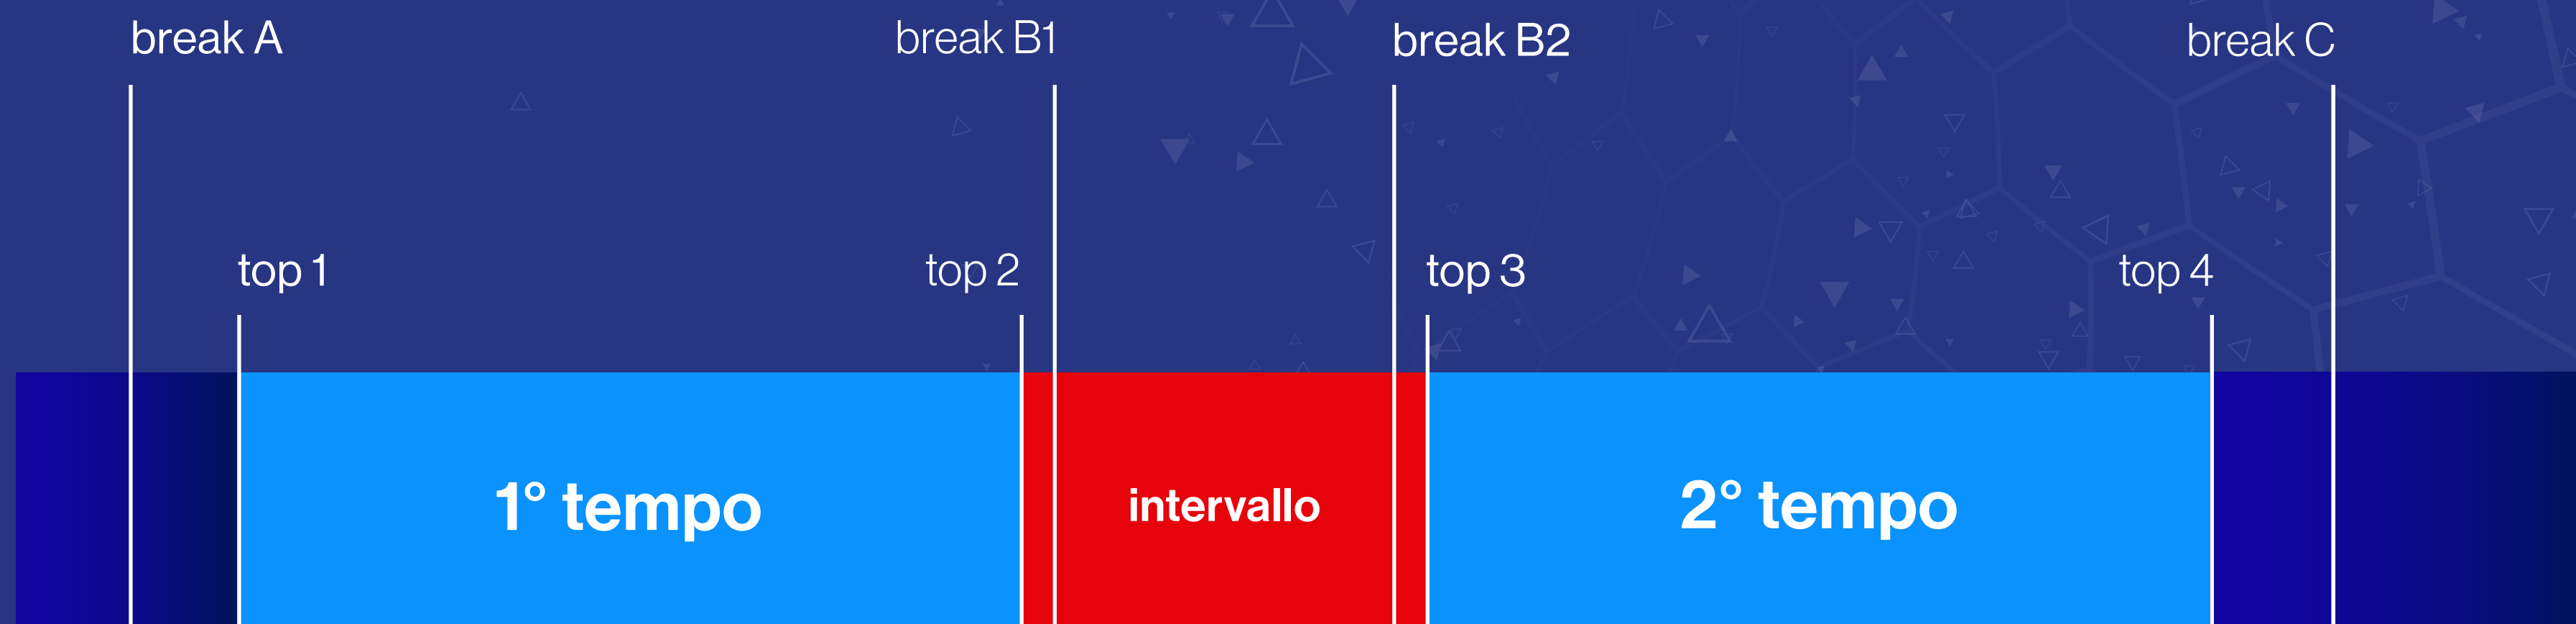 break A
break B1
break B2
break C
top 1
top 2
top 3
top 4
1° tempo
intervallo
2° tempo